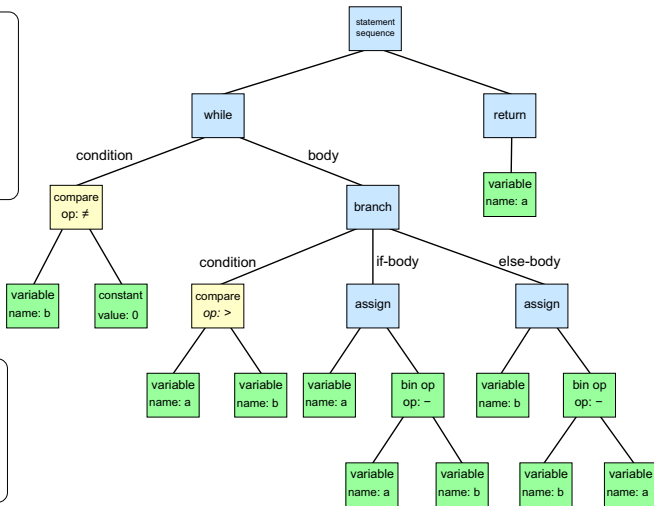 statement
sequence
while
return
condition
body
variable
name: a
compare
op: ≠
branch
condition
if-body
else-body
variable
name: b
constant
value: 0
compare
op: >
assign
assign
variable
name: a
variable
name: b
variable
name: a
bin op
op: −
variable
name: b
bin op
op: −
variable
name: a
variable
name: b
variable
name: b
variable
name: a